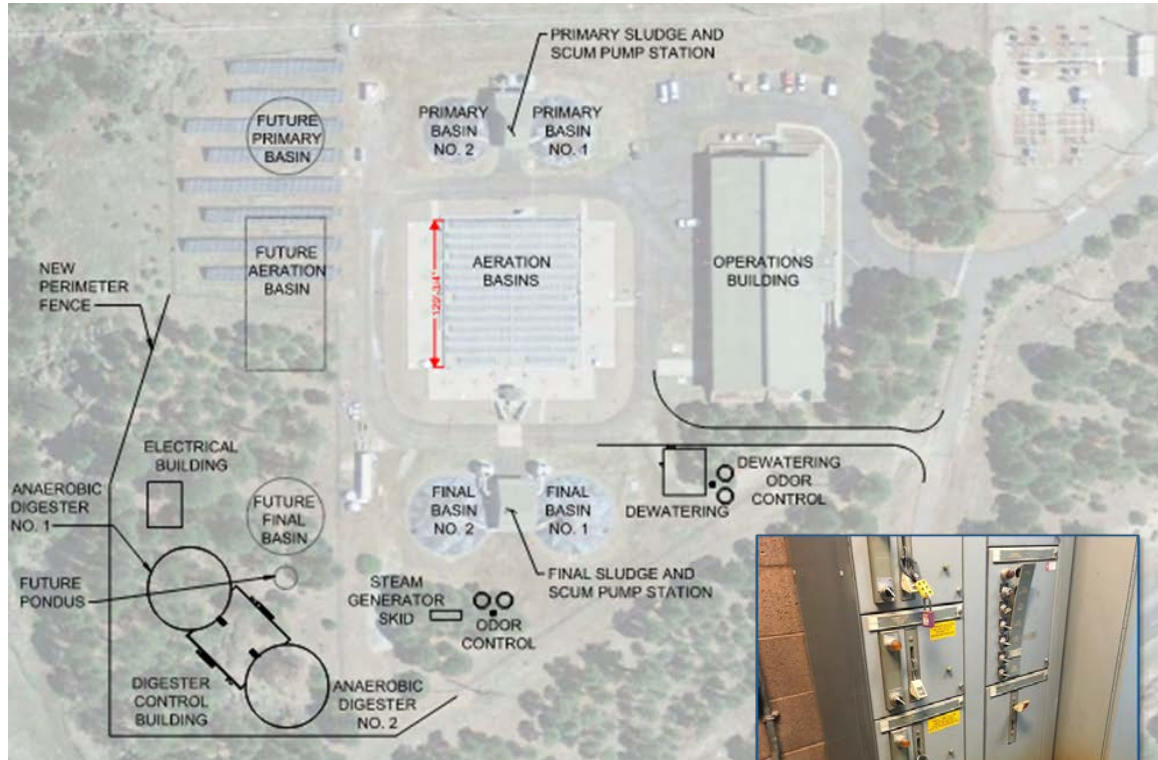 PRIMARY SLUDGE AND
SCUM PUMP STATION
FUTURE
PRIMARY
BASIN
PRIMARY
BASIN
NO. 2
PRIMARY
BASIN
NO. 1
NEW
PERIMETER
FENCE
FUTURE
AERATION
BASIN
AERATION
BASINS
OPERATIONS
BUILDING
ELECTRICAL
BUILDING
ANAEROBIC
DIGESTER
NO. 1
FUTURE
FINAL
BASIN
FINAL
BASIN
NO. 2
FINAL
BASIN
NO. 1
DEWATERING
ODOR
CONTROL
DEWATERING
FUTURE
PONDUS
STEAM
GENERATOR
SKID
ODOR
CONTROL
FINAL SLUDGE AND
SCUM PUMP STATION
DIGESTER
CONTROL
BUILDING
ANAEROBIC
DIGESTER
NO. 2